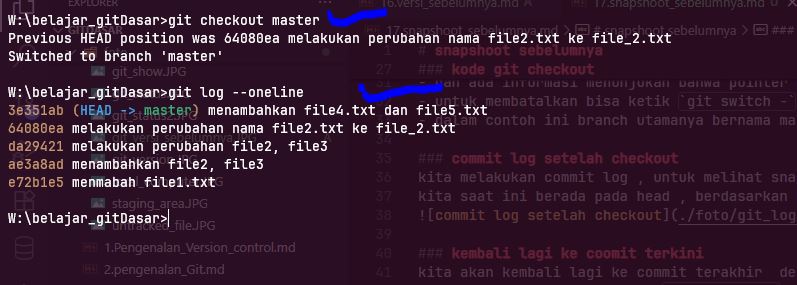 W:\belajar_gitDasar>git checkout master
Previous HEAD position was 64080ea melakukan perubahan nama file2.txt ke file_2.txt
Switched to branch 'master'
W:\belajar_gitDasar>git log --oneline
3e351ab (HEAD -> master) menambahkan file4.txt dan file5.txt
64080ea melakukan perubahan nama file2.txt ke file_2.txt
da29421 melakukan perubahan file2, file3
ae3a8ad menambahkan file2, file3
e72b1e5 menmabah file1.txt
W:\belajar_gitDasar>
git_show.JPG
staging_area.JPG
untracked_file.JPG
1.Pengenalan_Version_control.md
2.pengenalan_Git.md
16.versi_sebelumnya.md
17.snapshoot_sebelumnya.md
# snapshoot sebelumnya
27 ### kode git checkout
untuk membatalkan bisa ketik `git switch -`
dalam contoh ini branch utamanya bernama ma
### commit log setelah checkout
kita melakukan commit log , untuk melihat sna
kita saat ini berada pada head , berdasarkan
38 ![commit log setelah checkout](./foto/git_log
### kembali lagi ke coomit terkini
41 kita akan kembali lagi ke commit terakhir de